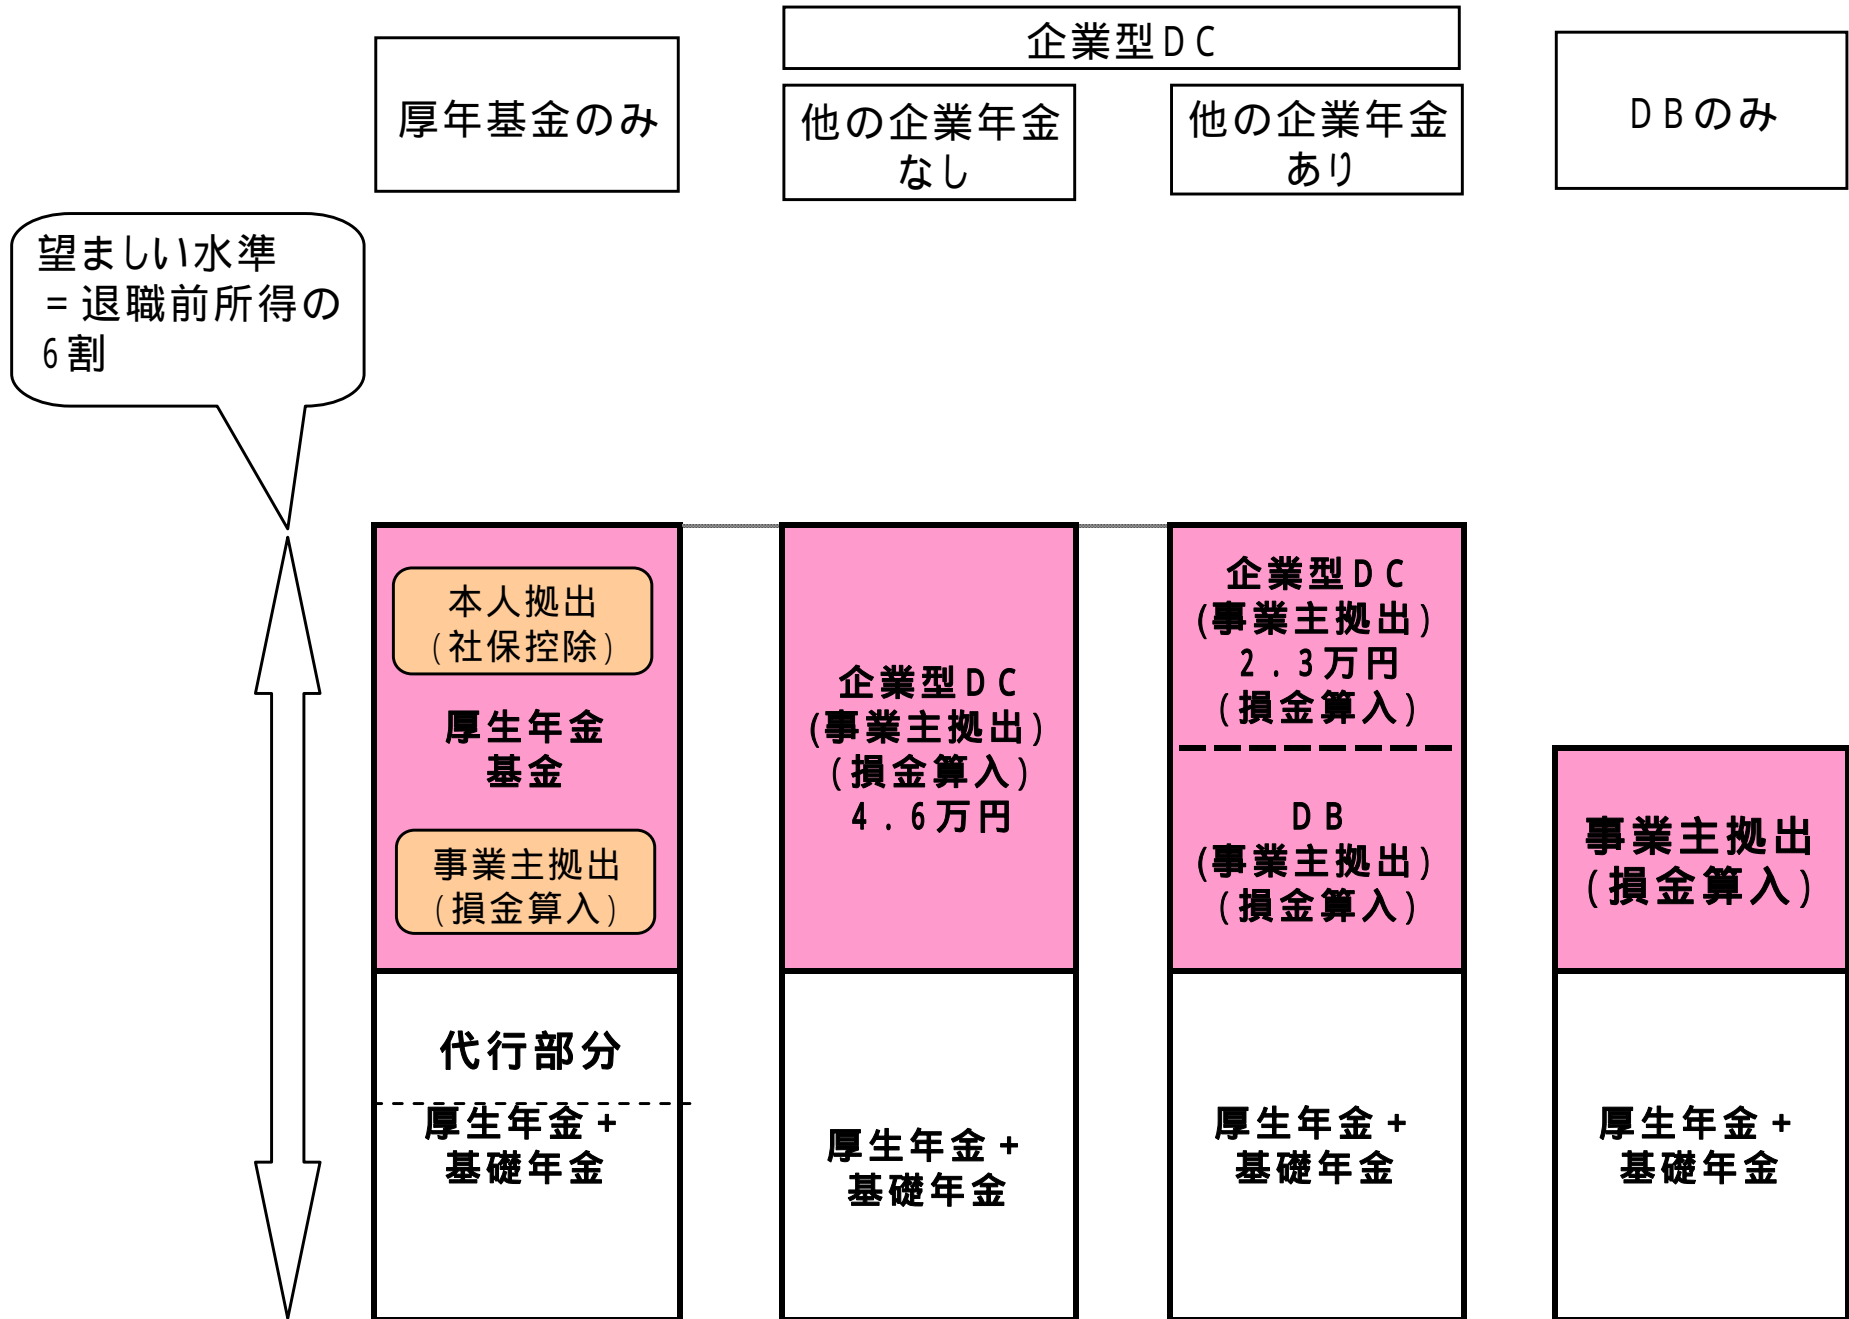 企業型DC
厚年基金のみ
他の企業年金
なし
他の企業年金
あり
DBのみ
望ましい水準
=退職前所得の
6割
本人拠出
(社保控除)
厚生年金
基金
事業主拠出
(損金算入)
代行部分
厚生年金+
基礎年金
企業型DC
(事業主拠出)
(損金算入)
4.6万円
厚生年金+
基礎年金
企業型DC
(事業主拠出)
2.3万円
(損金算入)
DB
(事業主拠出)
(損金算入)
厚生年金+
基礎年金
事業主拠出
(損金算入)
厚生年金+
基礎年金